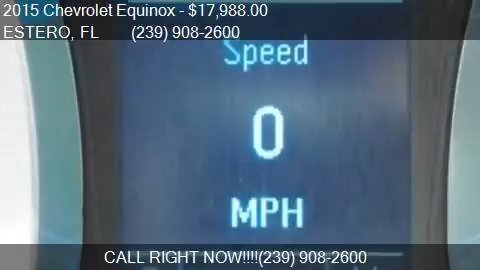 2015 Chevrolet Equinox - $17,988.00
ESTERO, FL (239) 908-2600
Speed
0
MPH
CALL RIGHT NOW!!!!(239) 908-2600